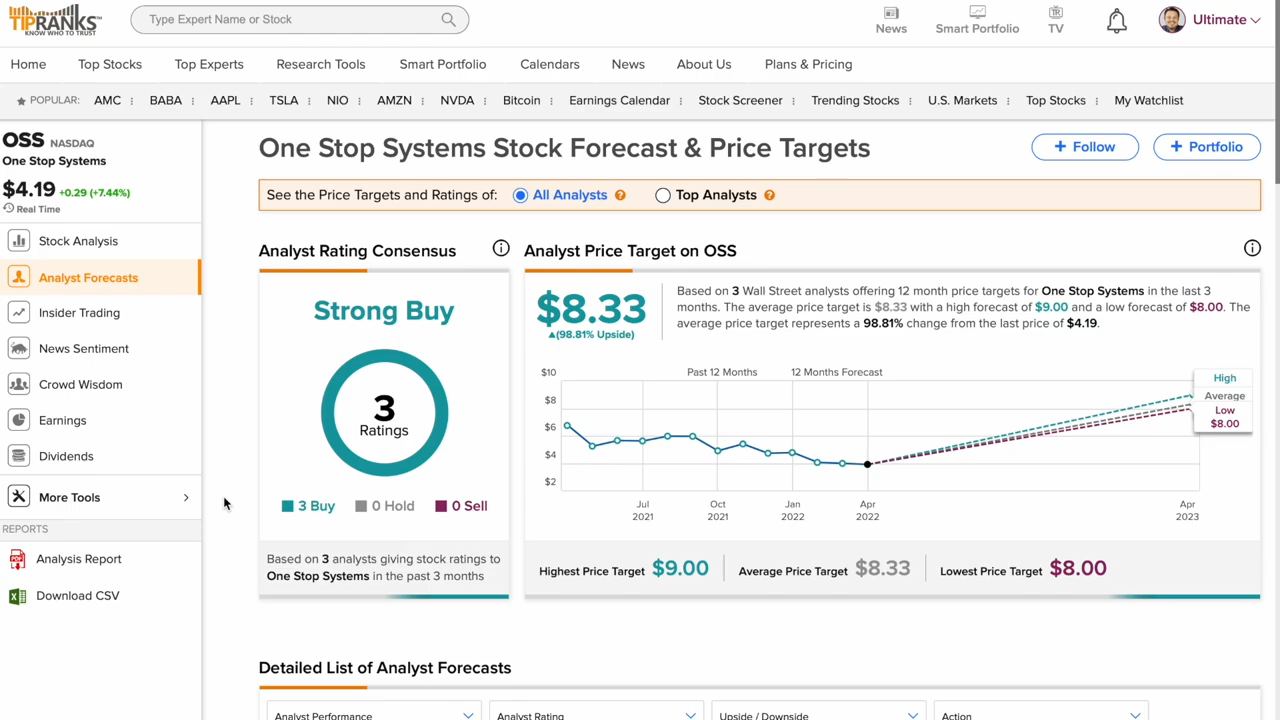 TIPRANKS
KNOW WHO TO TRUST
Type Expert Name or Stock
News
Smart Portfolio
TR
TV
Ultimate
Home
Top Stocks
Top Experts
Research Tools
Smart Portfolio
Calendars
News
About Us
Plans & Pricing
POPULAR:
AMC
BABA
AAPL
TSLA
NIO
AMZN
NVDA
Bitcoin
Earnings Calendar
Stock Screener
Trending Stocks
U.S. Markets
Top Stocks
My Watchlist
OSS NASDAQ
One Stop Systems
$4.19 +0.29 (+7.44%)
Real Time
Stock Analysis
Analyst Forecasts
Insider Trading
News Sentiment
Crowd Wisdom
Earnings
Dividends
More Tools
REPORTS
PDF
Analysis Report
Download CSV
One Stop Systems Stock Forecast & Price Targets
+ Follow
+ Portfolio
See the Price Targets and Ratings of:
All Analysts ?
Top Analysts ?
Analyst Rating Consensus
Strong Buy
3
Ratings
3 Buy
0 Hold
0 Sell
Based on 3 analysts giving stock ratings to
One Stop Systems in the past 3 months
Analyst Price Target on OSS
$8.33
▲(98.81% Upside)
Based on 3 Wall Street analysts offering 12 month price targets for One Stop Systems in the last 3
months. The average price target is $8.33 with a high forecast of $9.00 and a low forecast of $8.00. The
average price target represents a 98.81% change from the last price of $4.19.
Past 12 Months
12 Months Forecast
$10
$8
$6
$4
$2
High
Average
Low
$8.00
Jul
2021
Oct
2021
Jan
2022
Apr
2022
Apr
2023
Highest Price Target $9.00
Average Price Target $8.33
Lowest Price Target $8.00
Detailed List of Analyst Forecasts
Analyst Performance
Analyst Rating
Upside / Downside
Action